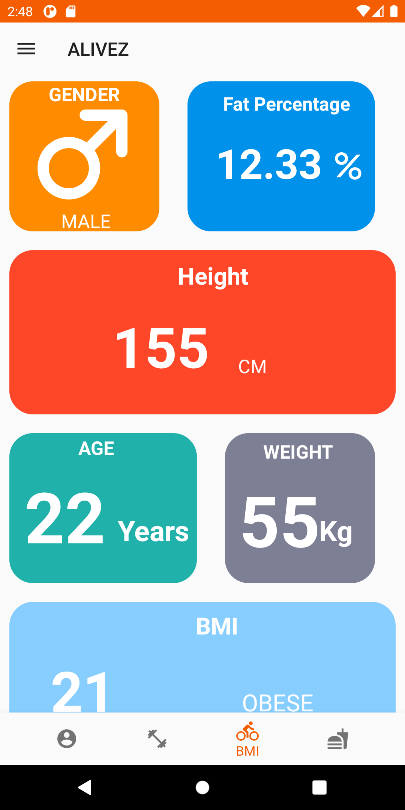 2:48
ALIVEZ
GENDER
MALE
Fat Percentage
12.33 %
Height
155 CM
AGE
22 Years
WEIGHT
55Kg
BMI
21 OBESE
BMI